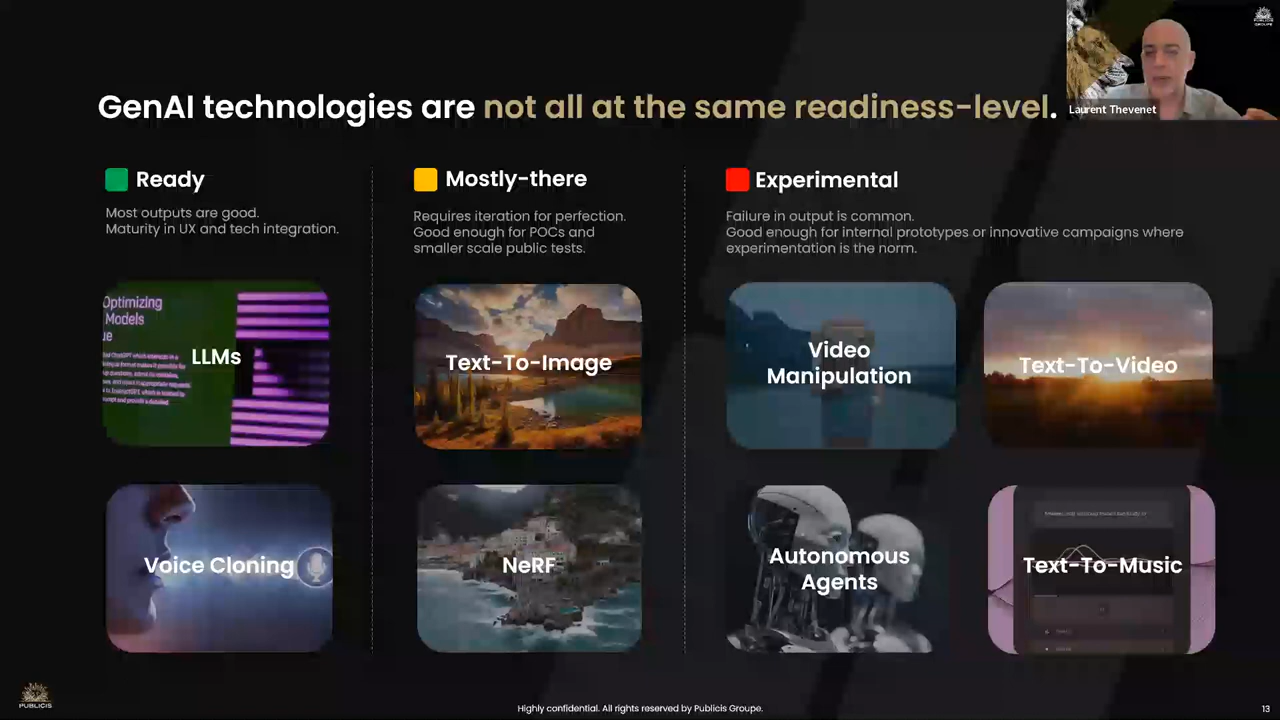 PUBLICIS
GROUPE
GenAI technologies are not all at the same readiness-level.
Laurent Thevenet
Ready
Most outputs are good.
Maturity in UX and tech integration.
Mostly-there
Requires iteration for perfection.
Good enough for POCs and
smaller scale public tests.
Experimental
Failure in output is common.
Good enough for internal prototypes or innovative campaigns where
experimentation is the norm.
Optimizing
Models
LLMs
Text-To-Image
Video
Manipulation
Text-To-Video
Voice Cloning
NeRF
Autonomous
Agents
Text-To-Music
PUBLICIS
Highly confidential. All rights reserved by Publicis Groupe.
13